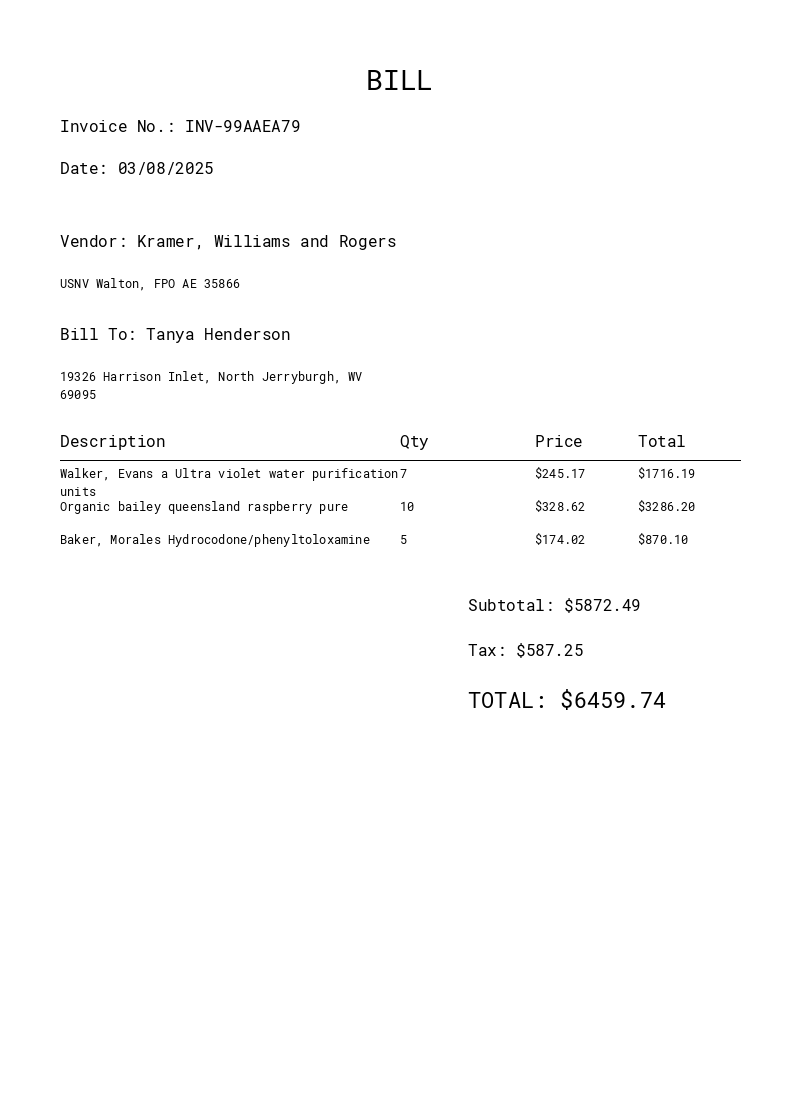 BILL
Invoice No.: INV-99AAEA79
Date: 03/08/2025
Vendor: Kramer, Williams and Rogers
USNV Walton, FPO AE 35866
Bill To: Tanya Henderson
19326 Harrison Inlet, North Jerryburgh, WV
69095
Description Qty Price Total
Walker, Evans a Ultra violet water purification 7 $245.17 $1716.19
units
Organic bailey queensland raspberry pure 10 $328.62 $3286.20
Baker, Morales Hydrocodone/phenyltoloxamine 5 $174.02 $870.10
Subtotal: $5872.49
Tax: $587.25
TOTAL: $6459.74